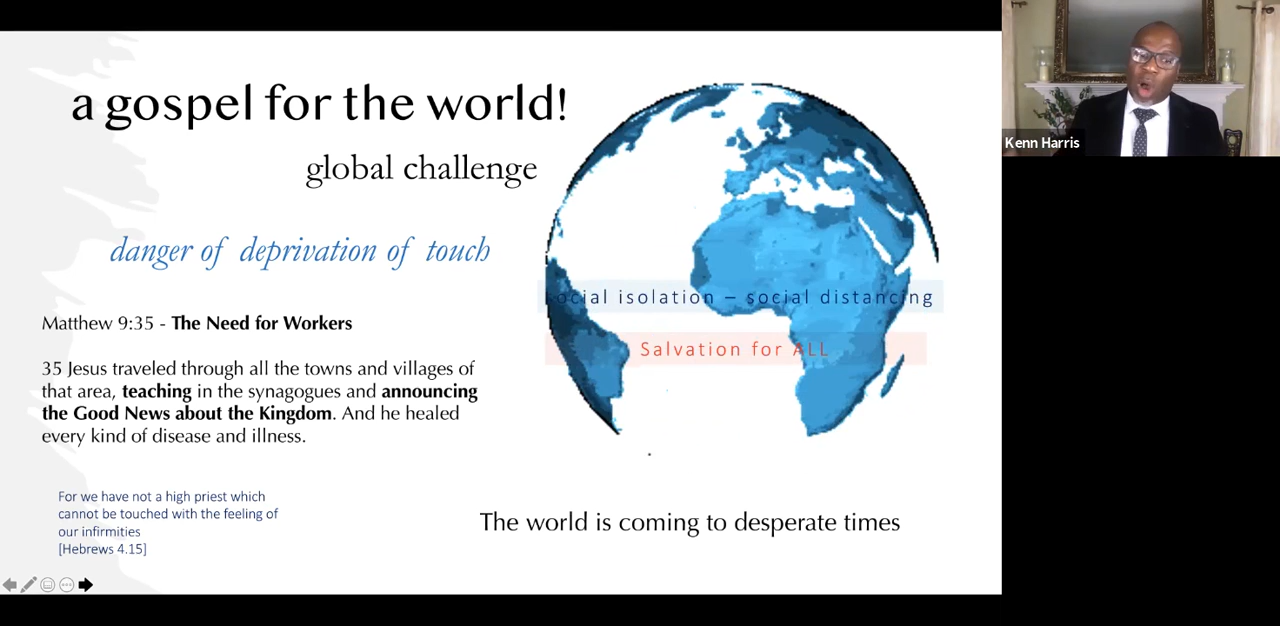 a gospel for the world!
global challenge
danger of deprivation of touch
Matthew 9:35 - The Need for Workers
35 Jesus traveled through all the towns and villages of
that area, teaching in the synagogues and announcing
the Good News about the Kingdom. And he healed
every kind of disease and illness.
For we have not a high priest which
cannot be touched with the feeling of
our infirmities
[Hebrews 4.15]
Social isolation – social distancing
Salvation for ALL
The world is coming to desperate times
Kenn Harris